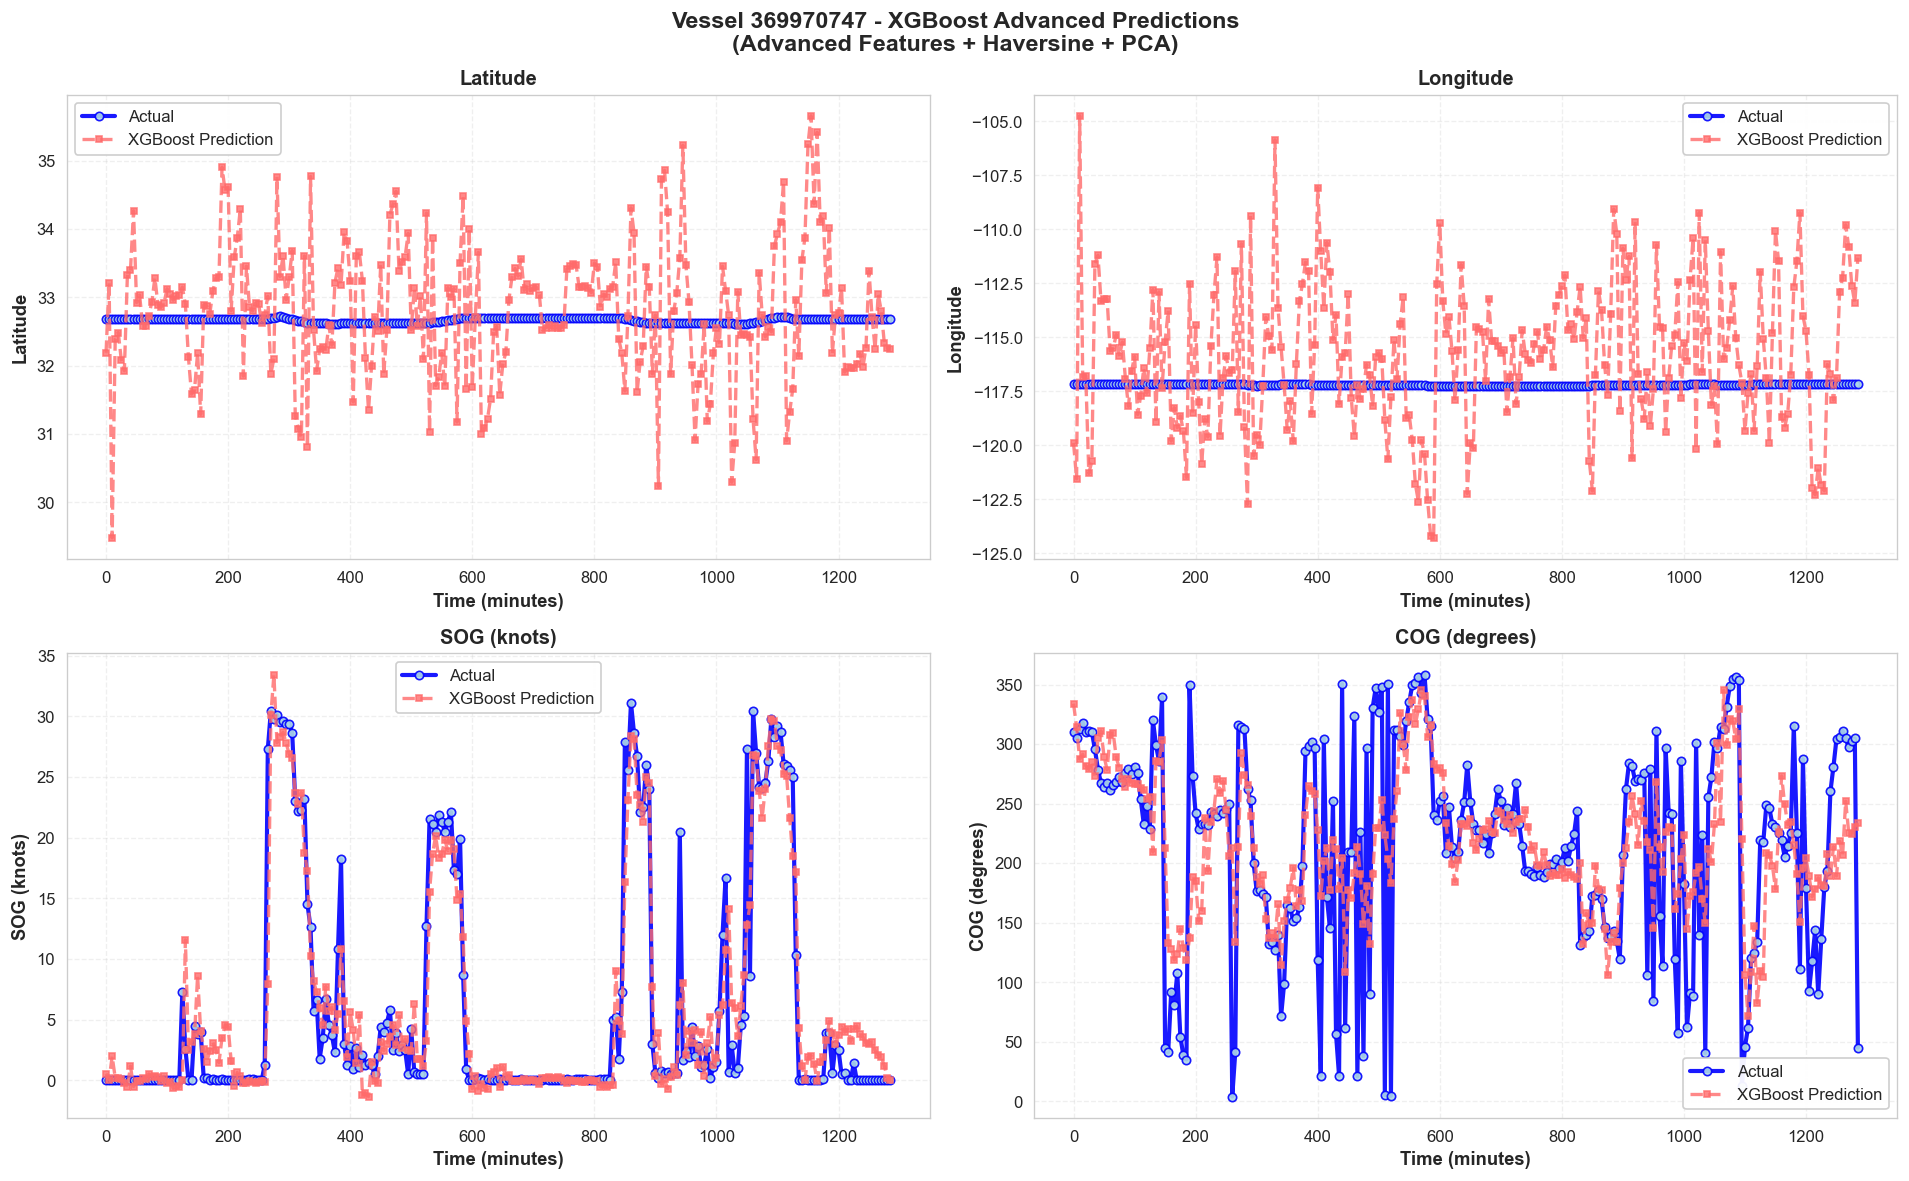 Vessel 369970747 - XGBoost Advanced Predictions
(Advanced Features + Haversine + PCA)
Latitude
Actual
XGBoost Prediction
Latitude
35
34
33
32
31
30
0 200 400 600 800 1000 1200
Time (minutes)
Longitude
Actual
XGBoost Prediction
Longitude
−105.0
−107.5
−110.0
−112.5
−115.0
−117.5
−120.0
−122.5
−125.0
0 200 400 600 800 1000 1200
Time (minutes)
SOG (knots)
Actual
XGBoost Prediction
SOG (knots)
35
30
25
20
15
10
5
0
0 200 400 600 800 1000 1200
Time (minutes)
COG (degrees)
COG (degrees)
350
300
250
200
150
100
50
0
Actual
XGBoost Prediction
0 200 400 600 800 1000 1200
Time (minutes)